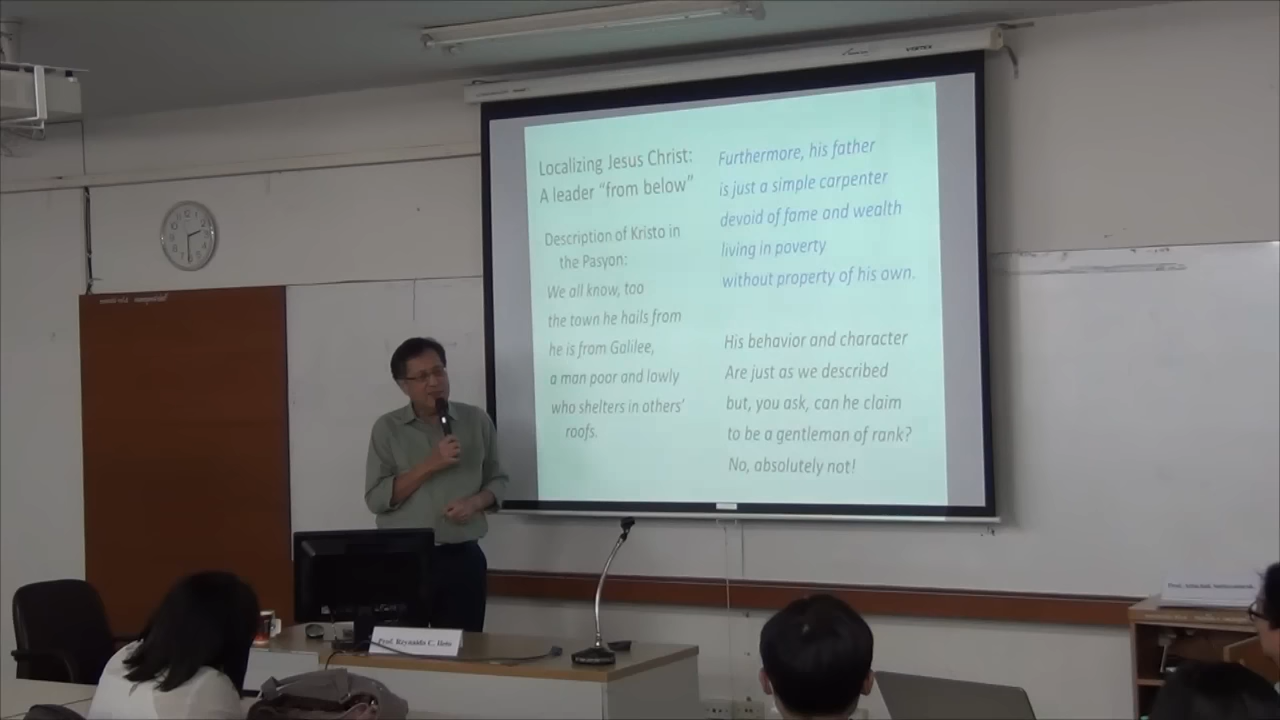 Localizing Jesus Christ:
A leader “from below”
Description of Kristo in
the Pasyon:
We all know, too
the town he hails from
he is from Galilee,
a man poor and lowly
who shelters in others’
roofs.
Furthermore, his father
is just a simple carpenter
devoid of fame and wealth
living in poverty
without property of his own.
His behavior and character
Are just as we described
but, you ask, can he claim
to be a gentleman of rank?
No, absolutely not!
Prof. Reynaldo C. Ileto